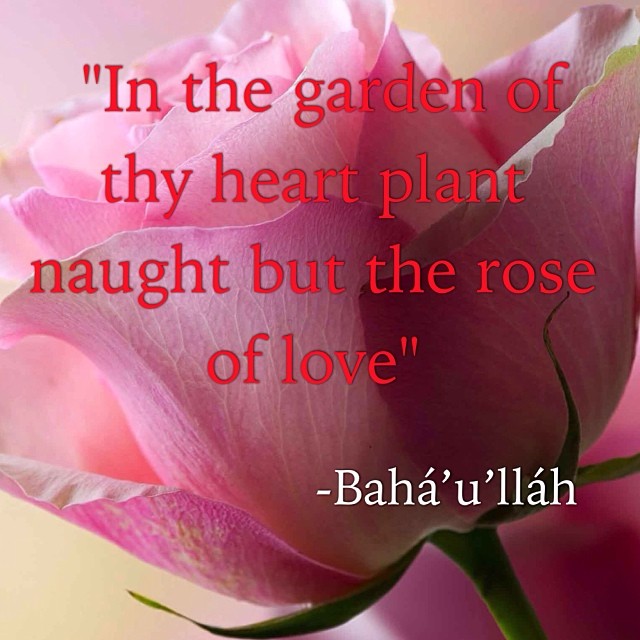 "In the garden of
thy heart plant
naught but the rose
of love"
-Bahá’u’lláh